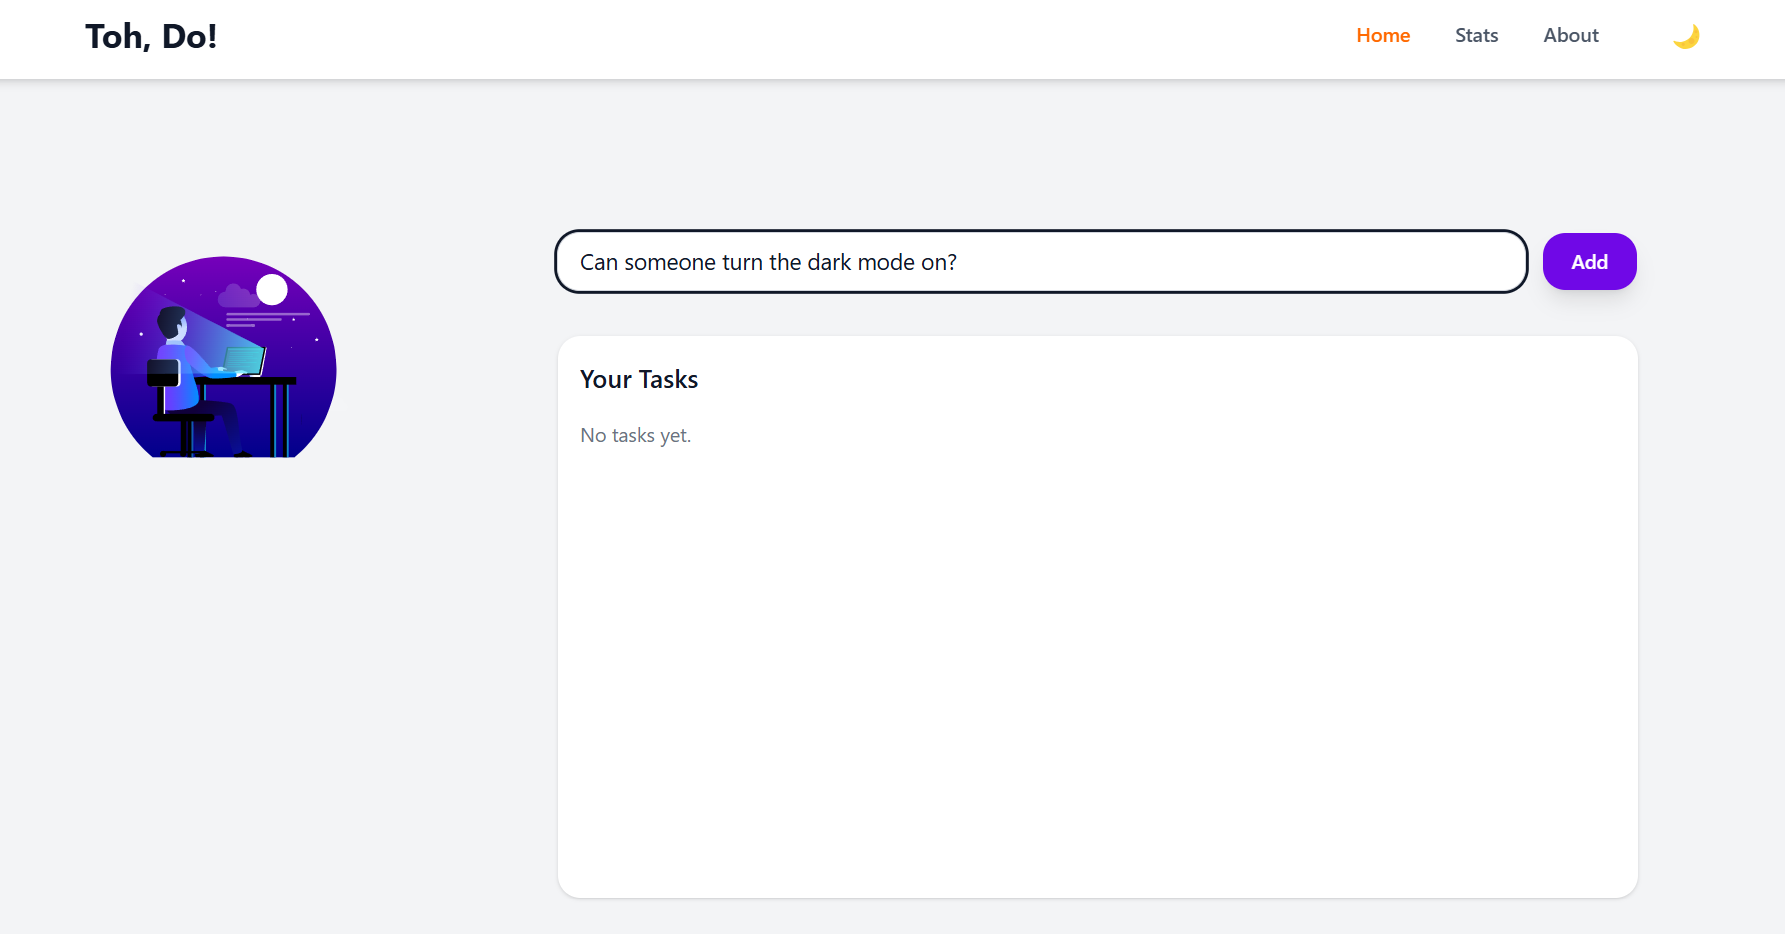 Toh, Do!
Home Stats About
Can someone turn the dark mode on?
Add
Your Tasks
No tasks yet.